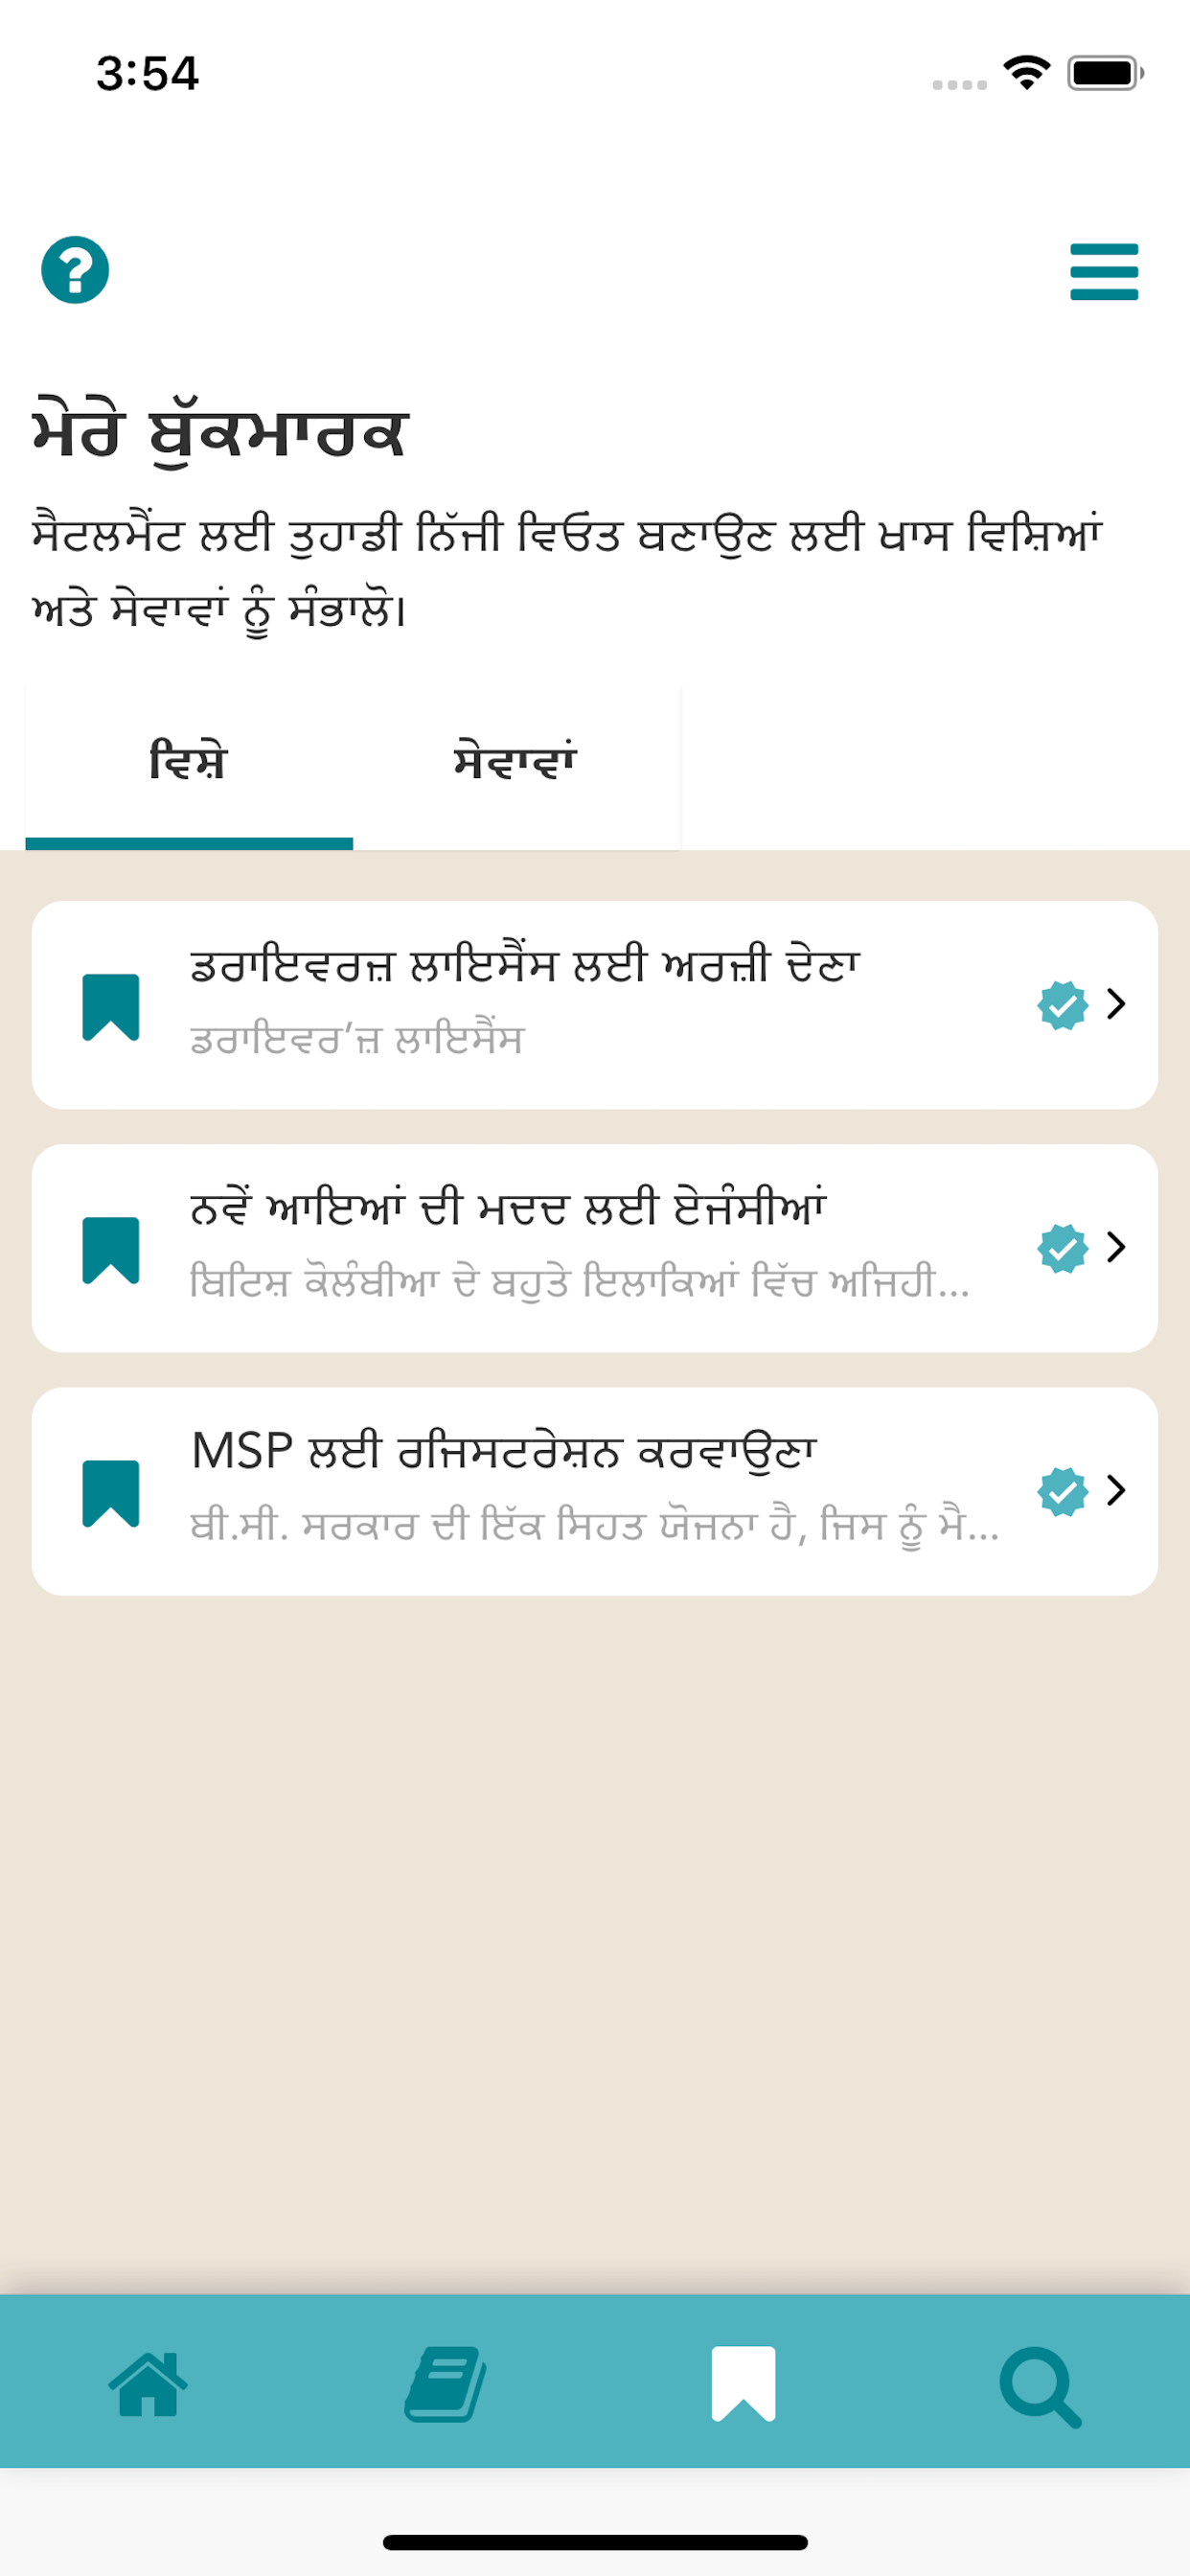 3:54
ਮੇਰੇ ਬੁੱਕਮਾਰਕ
ਸੈਟਲਮੈਂਟ ਲਈ ਤੁਹਾਡੀ ਨਿੱਜੀ ਵਿਓਂਤ ਬਣਾਉਣ ਲਈ ਖਾਸ ਵਿਸ਼ਿਆਂ
ਅਤੇ ਸੇਵਾਵਾਂ ਨੂੰ ਸੰਭਾਲੋ।
ਵਿਸ਼ੇ ਸੇਵਾਵਾਂ
ਡਰਾਇਵਰਜ਼ ਲਾਇਸੈਂਸ ਲਈ ਅਰਜ਼ੀ ਦੇਣਾ
ਡਰਾਇਵਰ’ਜ਼ ਲਾਇਸੈਂਸ
ਨਵੇਂ ਆਇਆਂ ਦੀ ਮਦਦ ਲਈ ਏਜੰਸੀਆਂ
ਬਿਟਿਸ਼ ਕੋਲੰਬੀਆ ਦੇ ਬਹੁਤੇ ਇਲਾਕਿਆਂ ਵਿੱਚ ਅਜਿਹੀ...
MSP ਲਈ ਰਜਿਸਟਰੇਸ਼ਨ ਕਰਵਾਉਣਾ
ਬੀ.ਸੀ. ਸਰਕਾਰ ਦੀ ਇੱਕ ਸਿਹਤ ਯੋਜਨਾ ਹੈ, ਜਿਸ ਨੂੰ ਮੈ...